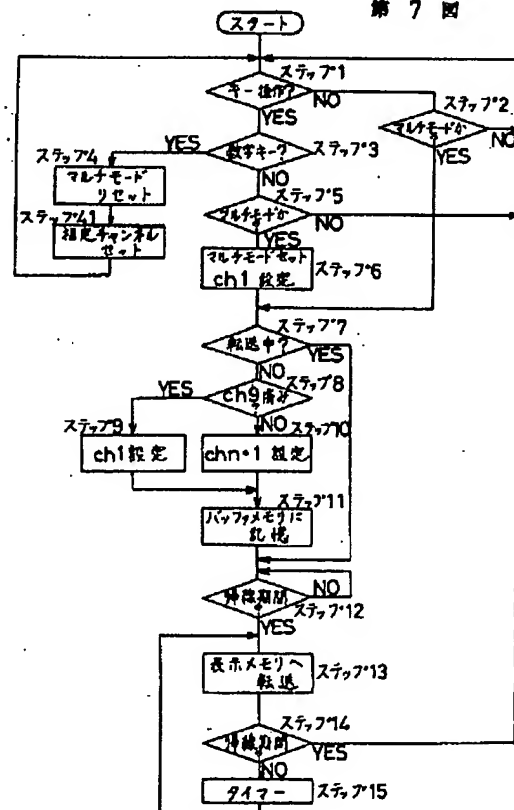 第 7 図
スタート
ステップ1
キー操作?
NO
YES
ステップ2
マルチモードか
YES
NO
数字キー?
ステップ3
YES
NO
ステップ4
マルチモード
リセット
ステップ41
指定チャンネル
セット
ステップ5
マルチモードか
NO
YES
マルチモードセット
ch1 設定
ステップ6
ステップ7
転送中?
YES
NO
ステップ8
ch9 済み
YES
NO
ステップ9
ch1設定
ステップ10
chn+1 設定
ステップ11
バッファメモリに
記憶
帰線期間
NO
ステップ12
YES
表示メモリへ
転送
ステップ13
ステップ14
帰線期間
YES
NO
タイマー
ステップ15